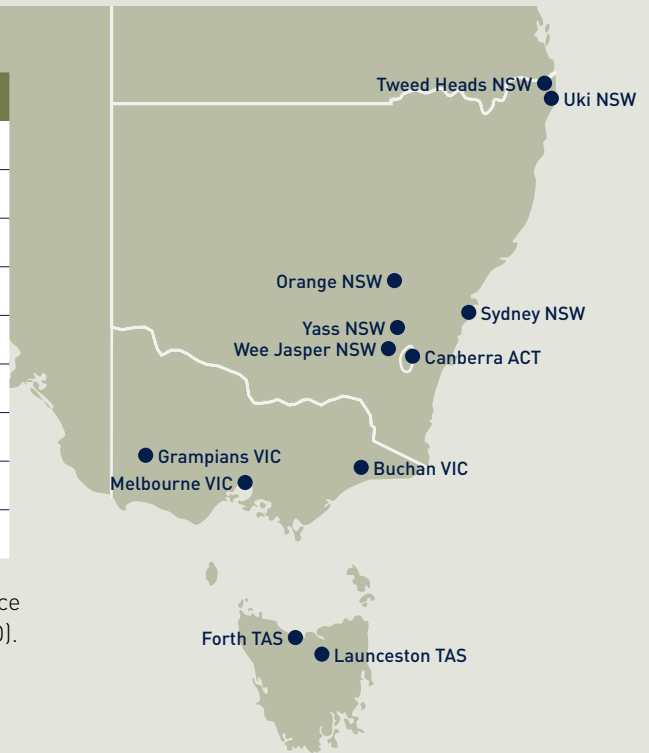 Tweed Heads NSW
Uki NSW
Orange NSW
Sydney NSW
Yass NSW
Wee Jasper NSW
Canberra ACT
Grampians VIC
Buchan VIC
Melbourne VIC
Forth TAS
Launceston TAS